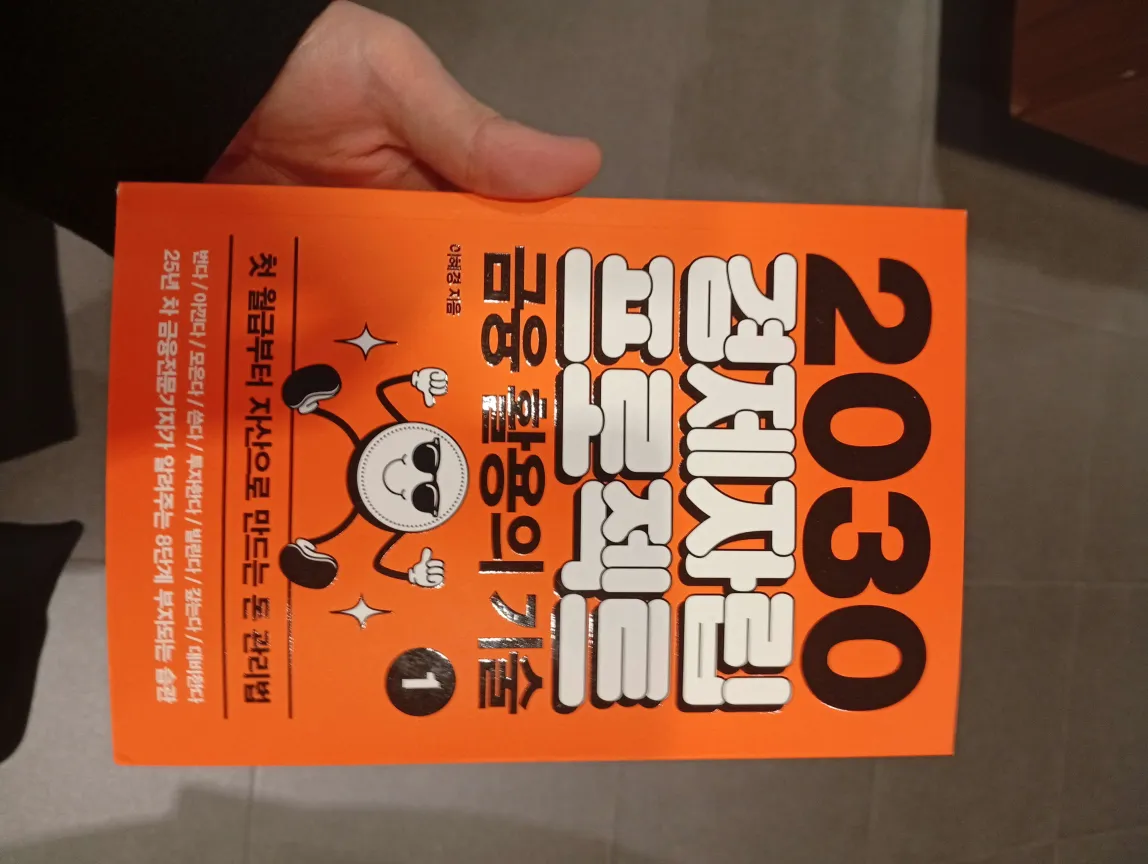 2030
경제자립
프로젝트
금융 활용의 기술
이혜경 지음
1
첫 월급부터 자산으로 만드는 돈 관리법
번다 / 아낀다 / 모은다 / 쓴다 / 투자한다 / 빌린다 / 갚는다 / 대비한다
25년 차 금융전문기자가 알려주는 8단계 부자되는 습관